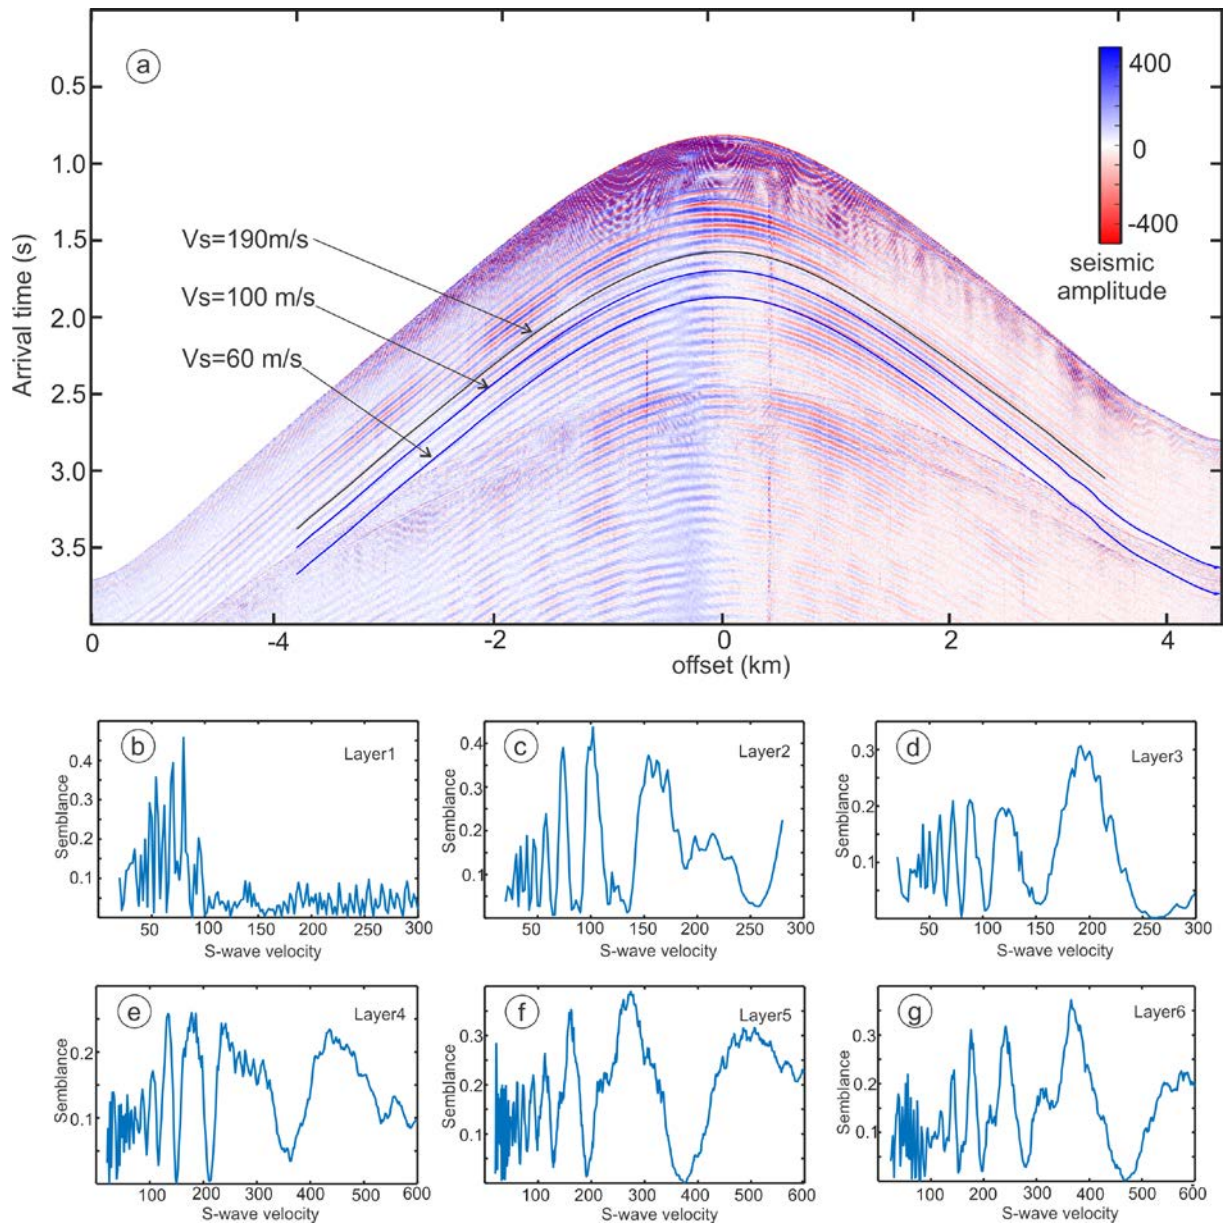 a
0.5
1.0
1.5
2.0
2.5
3.0
3.5
Arrival time (s)
Vs=190m/s
Vs=100 m/s
Vs=60 m/s
400
0
-400
seismic
amplitude
0
-4
-2
0
2
4
offset (km)
b
Layer1
0.4
0.3
0.2
0.1
Semblance
50
100
150
200
250
300
S-wave velocity
c
Layer2
0.4
0.3
0.2
0.1
Semblance
50
100
150
200
250
300
S-wave velocity
d
Layer3
0.3
0.2
0.1
Semblance
50
100
150
200
250
300
S-wave velocity
e
Layer4
0.2
0.1
Semblance
100
200
300
400
500
600
S-wave velocity
f
Layer5
0.3
0.2
0.1
Semblance
100
200
300
400
500
600
S-wave velocity
g
Layer6
0.3
0.2
0.1
Semblance
100
200
300
400
500
600
S-wave velocity